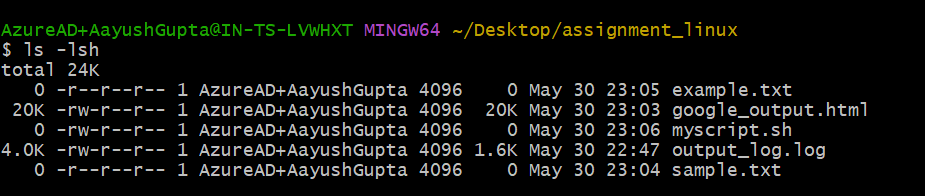 AzureAD+AayushGupta@IN-TS-LVWHXT MINGW64 ~/Desktop/assignment_linux
$ ls -lsh
total 24K
   0 -r--r--r-- 1 AzureAD+AayushGupta 4096    0 May 30 23:05 example.txt
 20K -rw-r--r-- 1 AzureAD+AayushGupta 4096  20K May 30 23:03 google_output.html
   0 -r--r--r-- 1 AzureAD+AayushGupta 4096    0 May 30 23:06 myscript.sh
4.0K -rw-r--r-- 1 AzureAD+AayushGupta 4096 1.6K May 30 22:47 output_log.log
   0 -r--r--r-- 1 AzureAD+AayushGupta 4096    0 May 30 23:04 sample.txt